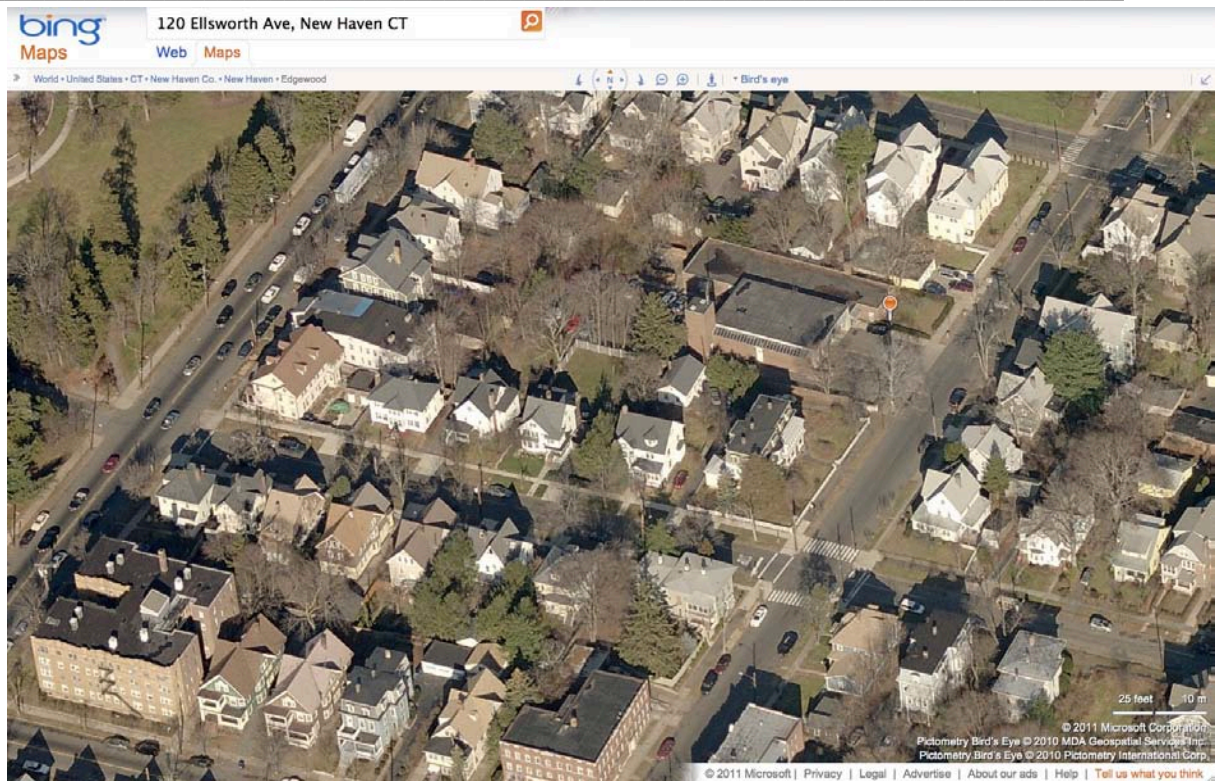 bing
Maps
120 Ellsworth Ave, New Haven CT
Web Maps
World • United States • CT • New Haven Co. • New Haven • Edgewood
N
Bird's eye
25 feet 10 m
© 2011 Microsoft Corporation
Pictometry Bird's Eye © 2010 MDA Geospatial Services Inc.
Pictometry Bird's Eye © 2010 Pictometry International Corp.
© 2011 Microsoft | Privacy | Legal | Advertise | About our ads | Help | Tell us what you think